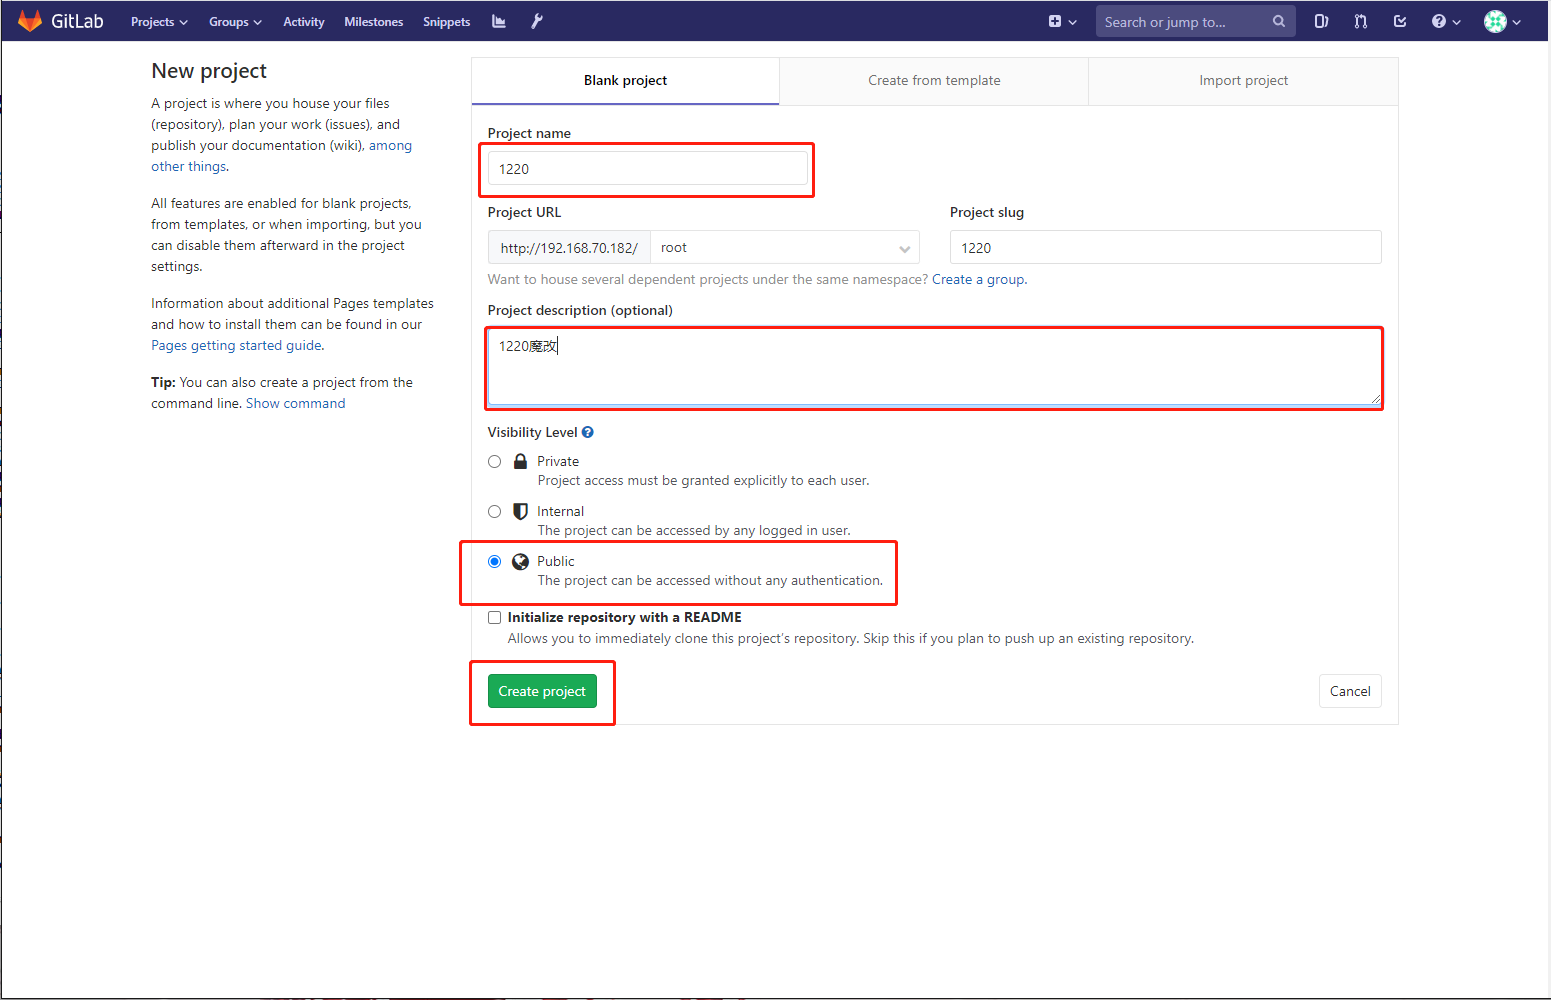 GitLab Projects Groups Activity Milestones Snippets Search or jump to...
New project
A project is where you house your files
(repository), plan your work (issues), and
publish your documentation (wiki), among
other things.
All features are enabled for blank projects,
from templates, or when importing, but you
can disable them afterward in the project
settings.
Information about additional Pages templates
and how to install them can be found in our
Pages getting started guide.
Tip: You can also create a project from the
command line. Show command
Blank project
Create from template
Import project
Project name
1220
Project URL
Project slug
http://192.168.70.182/
root
1220
Want to house several dependent projects under the same namespace? Create a group.
Project description (optional)
1220魔改
Visibility Level
Private
Project access must be granted explicitly to each user.
Internal
The project can be accessed by any logged in user.
Public
The project can be accessed without any authentication.
Initialize repository with a README
Allows you to immediately clone this project's repository. Skip this if you plan to push up an existing repository.
Create project
Cancel